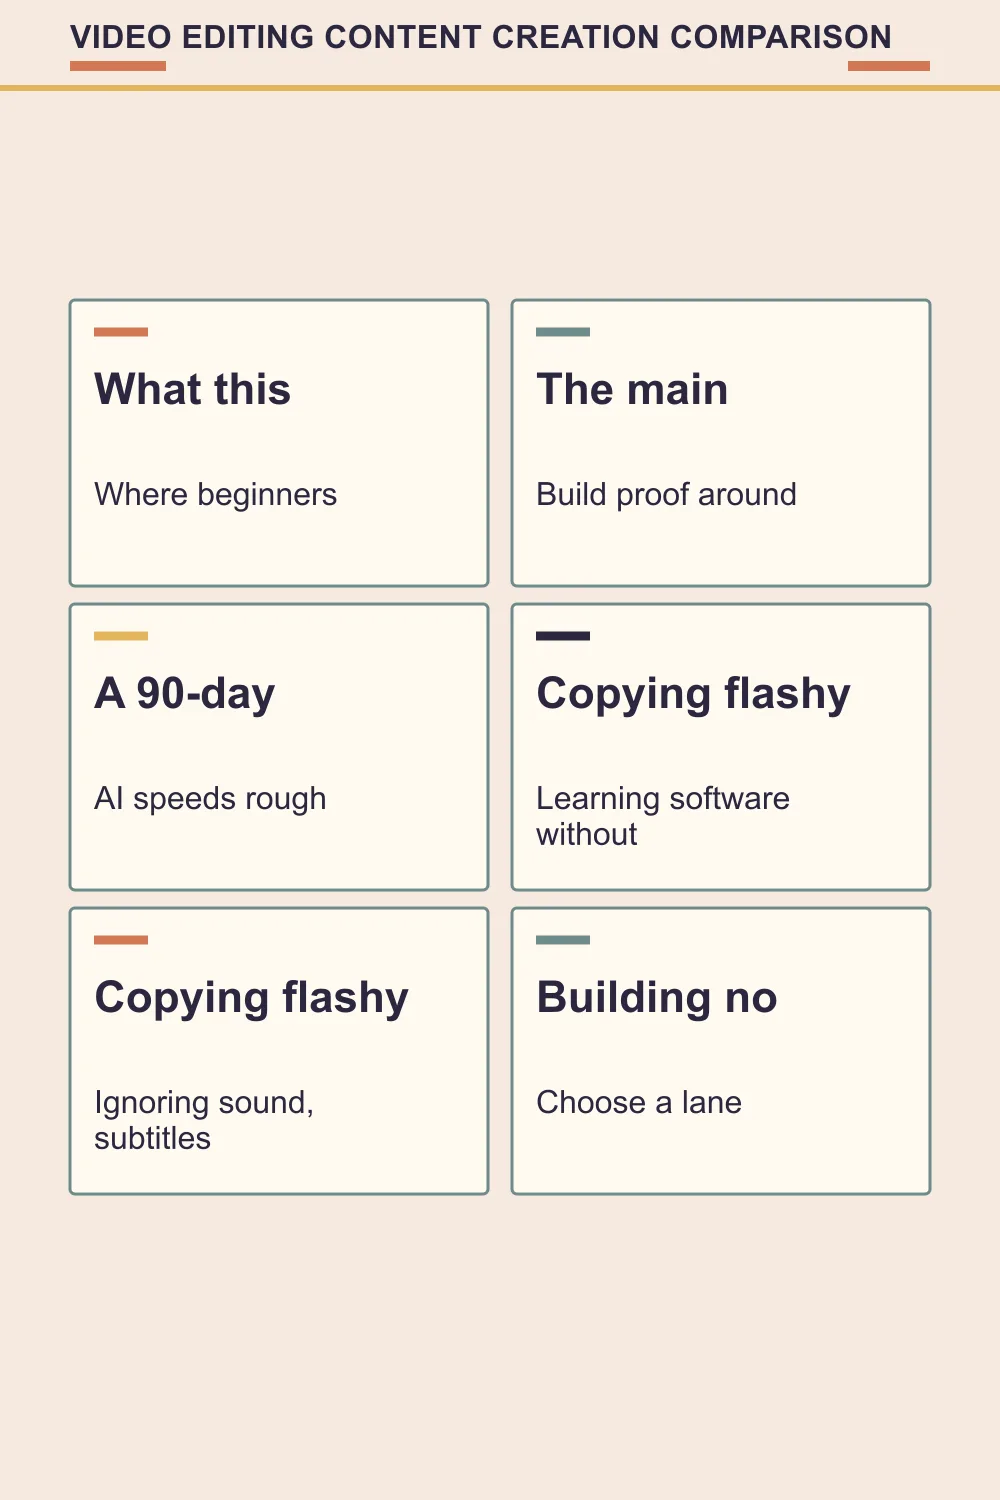 VIDEO EDITING CONTENT CREATION COMPARISON
What this
Where beginners
The main
Build proof around
A 90-day
AI speeds rough
Copying flashy
Learning software
without
Copying flashy
Ignoring sound,
subtitles
Building no
Choose a lane